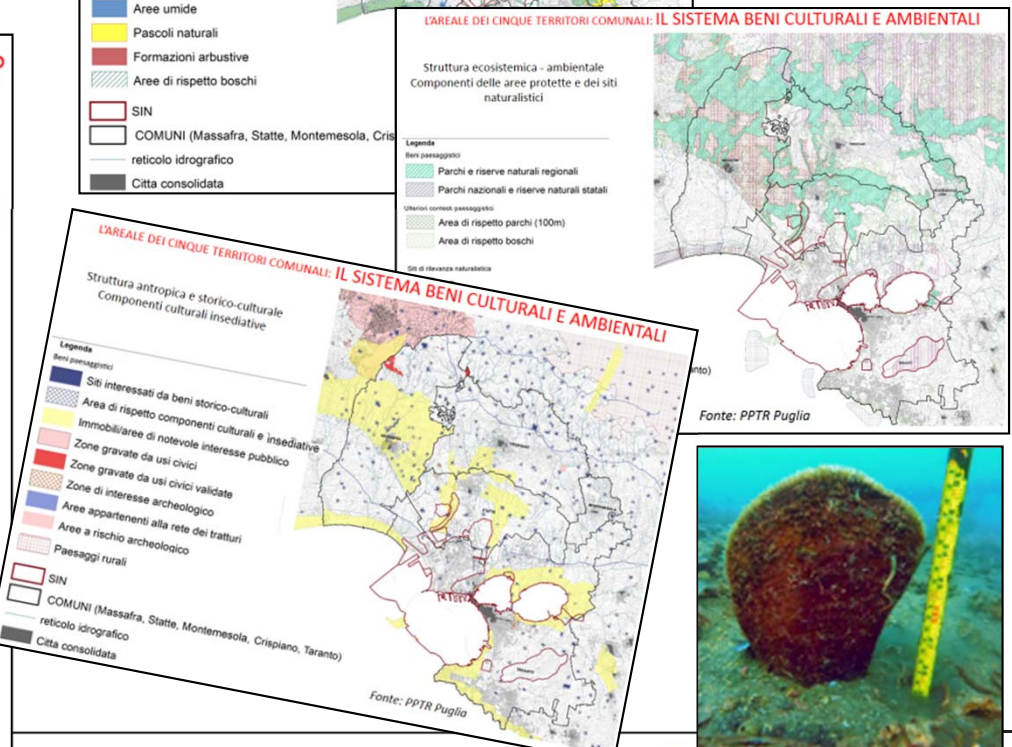 Aree umide
Pascoli naturali
Formazioni arbustive
Aree di rispetto boschi
SIN
COMUNI (Massafra, Statte, Montemesola, Cris
reticolo idrografico
Citta consolidata
L'AREALE DEI CINQUE TERRITORI COMUNALI: IL SISTEMA BENI CULTURALI E AMBIENTALI
Struttura ecosistemica - ambientale
Componenti delle aree protette e dei siti
naturalistici
Legenda
Beni paesaggistici
Parchi e riserve naturali regionali
Parchi nazionali e riserve naturali statali
Ulteriori contesti paesaggistici
Area di rispetto parchi (100m)
Area di rispetto boschi
Siti di rilevanza naturalistica
anto)
Fonte: PPTR Puglia
L'AREALE DEI CINQUE TERRITORI COMUNALI: IL SISTEMA BENI CULTURALI E AMBIENTALI
Struttura antropica e storico-culturale
Componenti culturali insediative
Legenda
Beni paesaggistici
Siti interessati da beni storico-culturali
Area di rispetto componenti culturali e insediative
Immobili/aree di notevole interesse pubblico
Zone gravate da usi civici
Zone gravate da usi civici validate
Zone di interesse archeologico
Aree appartenenti alla rete dei tratturi
Aree a rischio archeologico
Paesaggi rurali
SIN
COMUNI (Massafra, Statte, Montemesola, Crispiano, Taranto)
reticolo idrografico
Citta consolidata
Fonte: PPTR Puglia